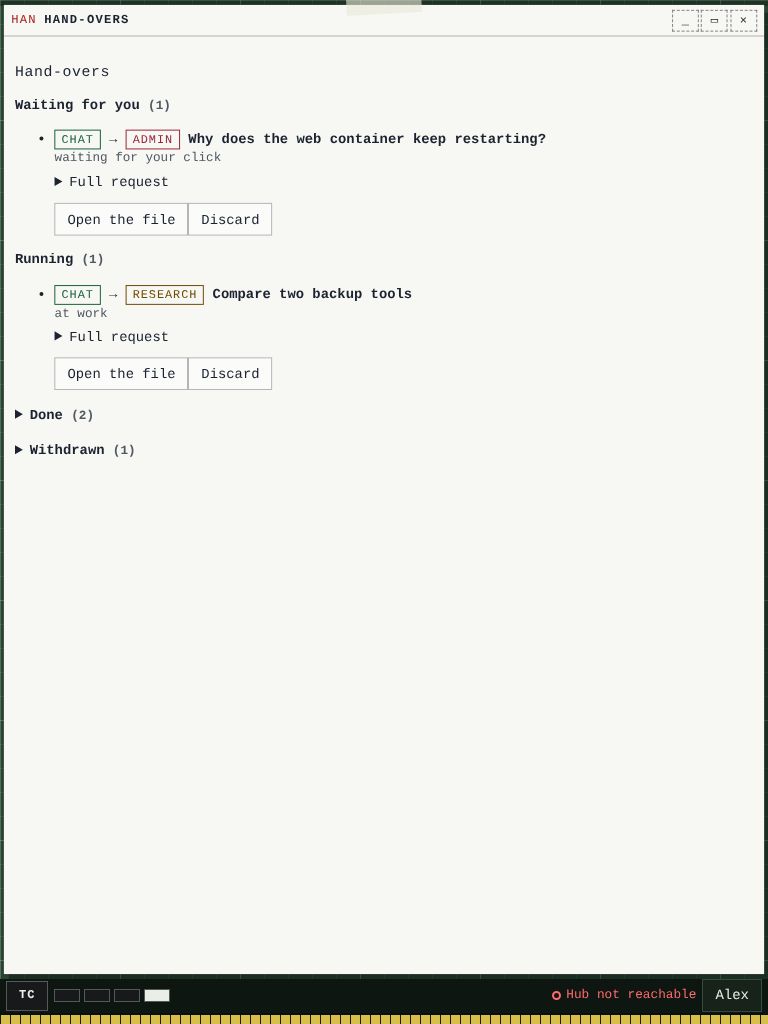 HAN HAND-OVERS _ ▭ ×
Hand-overs
Waiting for you (1)
• CHAT → ADMIN Why does the web container keep restarting?
waiting for your click
▶ Full request
Open the file Discard
Running (1)
• CHAT → RESEARCH Compare two backup tools
at work
▶ Full request
Open the file Discard
▶ Done (2)
▶ Withdrawn (1)
TC Hub not reachable Alex